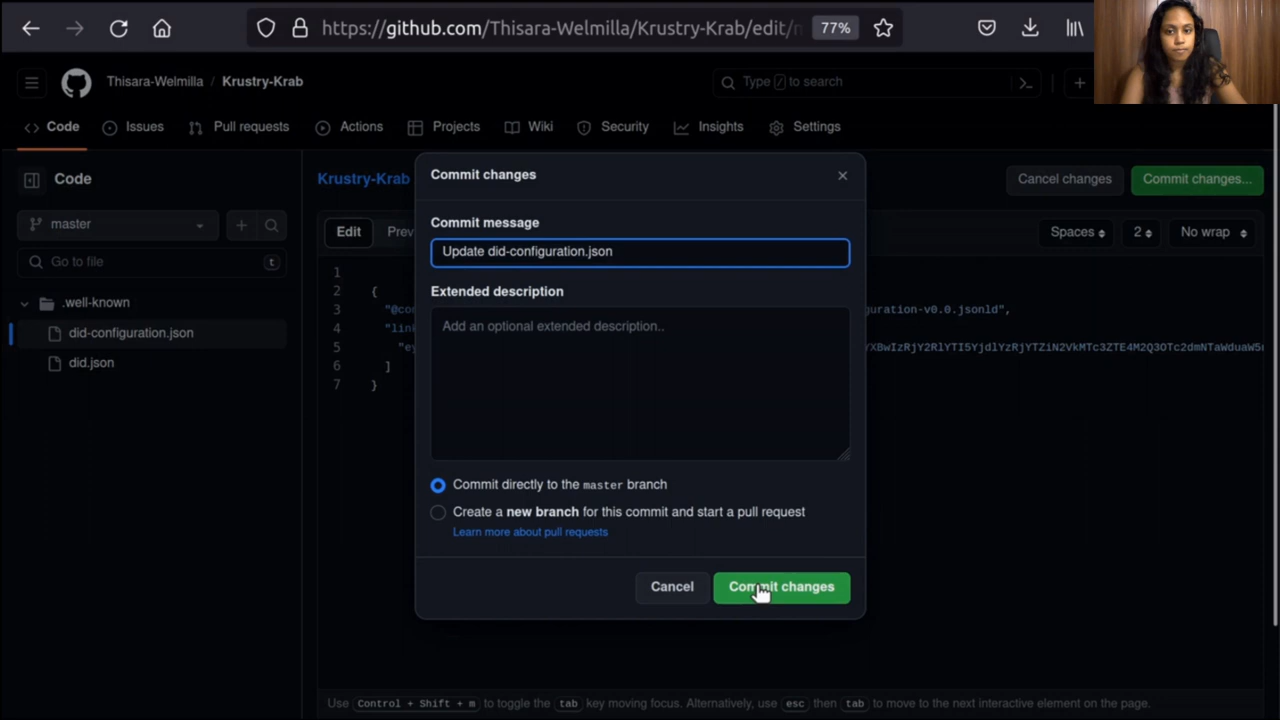 https://github.com/Thisara-Welmilla/Krustry-Krab/edit/m
77%
Thisara-Welmilla / Krustry-Krab
Type / to search
Code
Issues
Pull requests
Actions
Projects
Wiki
Security
Insights
Settings
Code
Krustry-Krab
Commit changes
Cancel changes
Commit changes...
master
Commit message
Edit
Prev
Spaces
2
No wrap
Update did-configuration.json
Go to file
t
Extended description
Add an optional extended description..
.well-known
did-configuration.json
did.json
1
2 {
3 "@co
uration-v0.0.jsonld",
4 "lin
5 "ey
6 ]
7 }
Commit directly to the master branch
Create a new branch for this commit and start a pull request
Learn more about pull requests
Cancel
Commit changes
Use Control + Shift + m to toggle the tab key moving focus. Alternatively, use esc then tab to move to the next interactive element on the page.